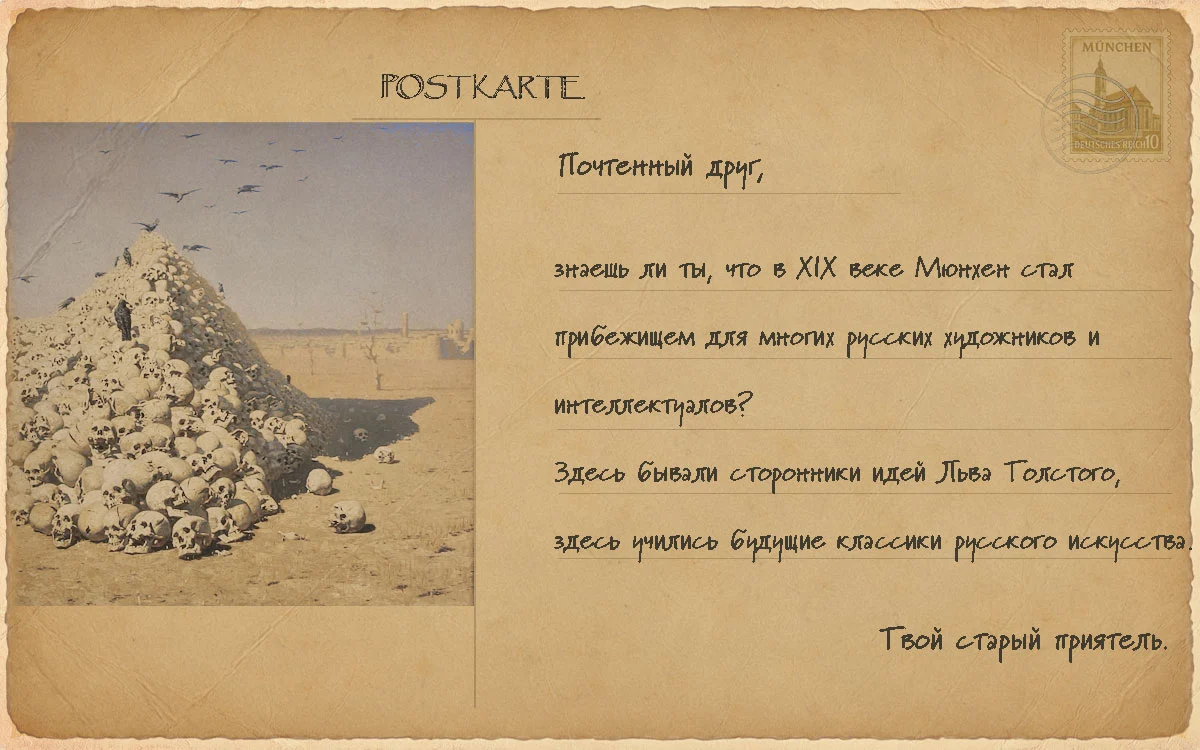 POSTKARTE
MÜNCHEN
DEUTSCHES REICH 10
Почтенный друг,
знаешь ли ты, что в XIX веке Мюнхен стал
прибежищем для многих русских художников и
интеллектуалов?
Здесь бывали сторонники идей Льва Толстого,
здесь учились будущие классики русского искусства.
Твой старый приятель.